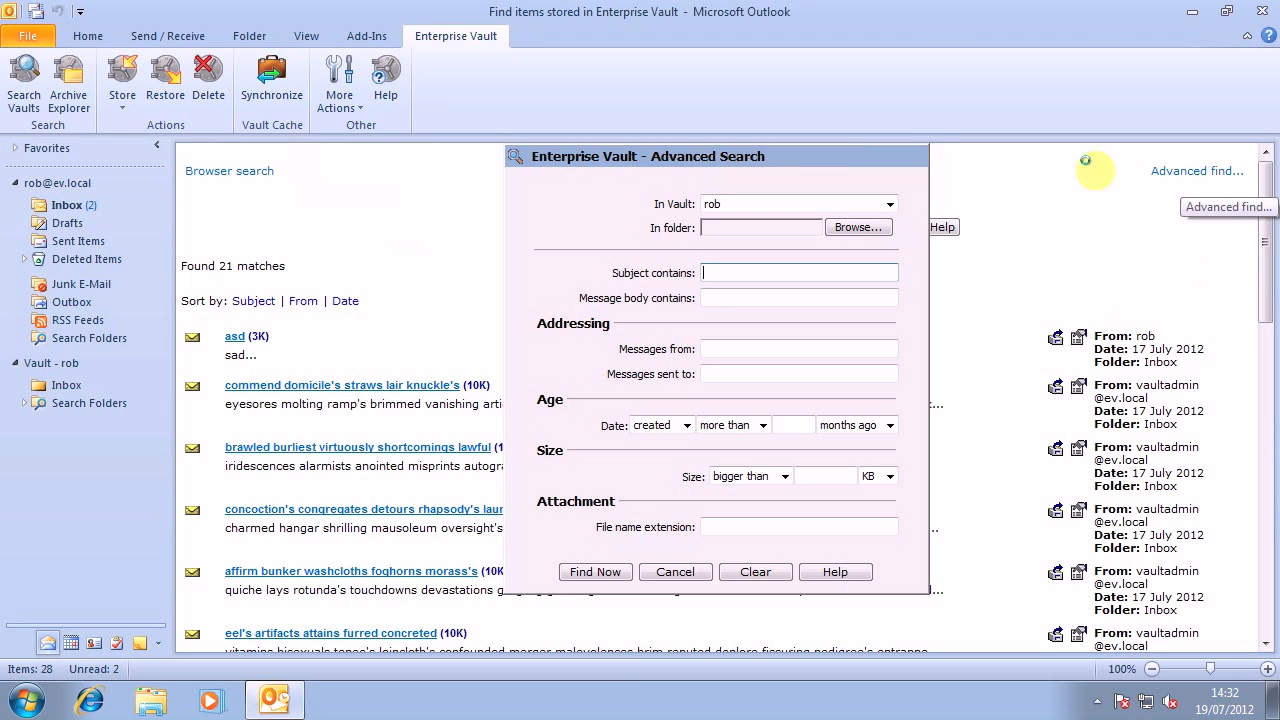 Find items stored in Enterprise Vault - Microsoft Outlook
File Home Send / Receive Folder View Add-Ins Enterprise Vault
Search Vaults
Archive Explorer
Store
Restore
Delete
Synchronize
More Actions
Help
Search
Actions
Vault Cache
Other
Favorites
rob@ev.local
Inbox (2)
Drafts
Sent Items
Deleted Items
Junk E-Mail
Outbox
RSS Feeds
Search Folders
Vault - rob
Inbox
Search Folders
Browser search
Advanced find...
Advanced find...
Help
Found 21 matches
Sort by: Subject | From | Date
asd (3K)
sad...
From: rob
Date: 17 July 2012
Folder: Inbox
commend domicile's straws lair knuckle's (10K)
eyesores molting ramp's brimmed vanishing arti
...
From: vaultadmin
@ev.local
Date: 17 July 2012
Folder: Inbox
brawled burliest virtuously shortcomings lawful (1
iridescences alarmists anointed misprints autogra
From: vaultadmin
@ev.local
Date: 17 July 2012
Folder: Inbox
concoction's congregates detours rhapsody's laur
charmed hangar shrilling mausoleum oversight's
...
From: vaultadmin
@ev.local
Date: 17 July 2012
Folder: Inbox
affirm bunker washcloths foghorns morass's (10K
quiche lays rotunda's touchdowns devastations
...
From: vaultadmin
@ev.local
Date: 17 July 2012
Folder: Inbox
eel's artifacts attains furred concreted (10K)
From: vaultadmin
@ev.local
Enterprise Vault - Advanced Search
In Vault: rob
In folder: Browse...
Subject contains:
Message body contains:
Addressing
Messages from:
Messages sent to:
Age
Date: created more than months ago
Size
Size: bigger than KB
Attachment
File name extension:
Find Now Cancel Clear Help
Items: 28 Unread: 2
100%
14:32
19/07/2012